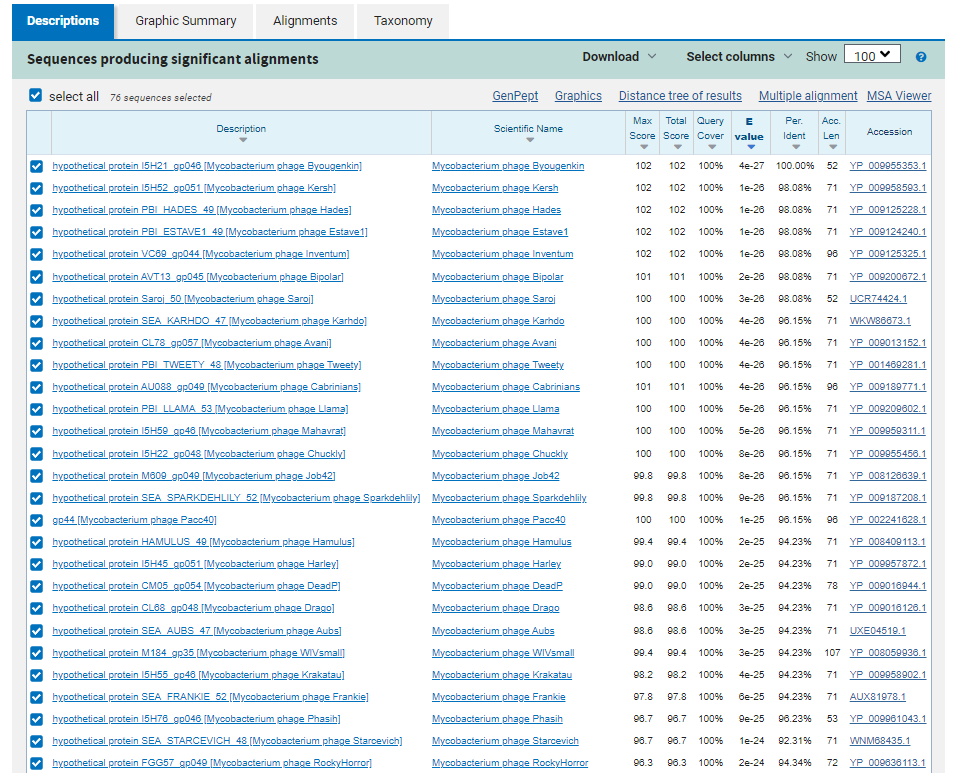 Descriptions Graphic Summary Alignments Taxonomy
Sequences producing significant alignments Download Select columns Show 100
select all 76 sequences selected GenPept Graphics Distance tree of results Multiple alignment MSA Viewer
Description Scientific Name Max Score Total Score Query Cover E value Per. Ident Acc. Len Accession
hypothetical protein I5H21_gp046 [Mycobacterium phage Byougenkin] Mycobacterium phage Byougenkin 102 102 100% 4e-27 100.00% 52 YP_009955353.1
hypothetical protein I5H52_gp051 [Mycobacterium phage Kersh] Mycobacterium phage Kersh 102 102 100% 1e-26 98.08% 71 YP_009958593.1
hypothetical protein PBI_HADES_49 [Mycobacterium phage Hades] Mycobacterium phage Hades 102 102 100% 1e-26 98.08% 71 YP_009125228.1
hypothetical protein PBI_ESTAVE1_49 [Mycobacterium phage Estave1] Mycobacterium phage Estave1 102 102 100% 1e-26 98.08% 71 YP_009124240.1
hypothetical protein VC69_gp044 [Mycobacterium phage Inventum] Mycobacterium phage Inventum 102 102 100% 1e-26 98.08% 96 YP_009125325.1
hypothetical protein AVT13_gp045 [Mycobacterium phage Bipolar] Mycobacterium phage Bipolar 101 101 100% 2e-26 98.08% 71 YP_009200672.1
hypothetical protein Saroj_50 [Mycobacterium phage Saroj] Mycobacterium phage Saroj 100 100 100% 3e-26 98.08% 52 UCR74424.1
hypothetical protein SEA_KARHDO_47 [Mycobacterium phage Karhdo] Mycobacterium phage Karhdo 100 100 100% 4e-26 96.15% 71 WKW86673.1
hypothetical protein CL78_gp057 [Mycobacterium phage Avani] Mycobacterium phage Avani 100 100 100% 4e-26 96.15% 71 YP_009013152.1
hypothetical protein PBI_TWEETY_48 [Mycobacterium phage Tweety] Mycobacterium phage Tweety 100 100 100% 4e-26 96.15% 71 YP_001469281.1
hypothetical protein AU088_gp049 [Mycobacterium phage Cabrinians] Mycobacterium phage Cabrinians 101 101 100% 4e-26 96.15% 96 YP_009189771.1
hypothetical protein PBI_LLAMA_53 [Mycobacterium phage Llama] Mycobacterium phage Llama 100 100 100% 5e-26 96.15% 71 YP_009209602.1
hypothetical protein I5H59_gp46 [Mycobacterium phage Mahavrat] Mycobacterium phage Mahavrat 100 100 100% 5e-26 96.15% 71 YP_009959311.1
hypothetical protein I5H22_gp048 [Mycobacterium phage Chuckly] Mycobacterium phage Chuckly 100 100 100% 8e-26 96.15% 71 YP_009955456.1
hypothetical protein M609_gp049 [Mycobacterium phage Job42] Mycobacterium phage Job42 99.8 99.8 100% 8e-26 96.15% 71 YP_008126639.1
hypothetical protein SEA_SPARKDEHLILY_52 [Mycobacterium phage Sparkdehlily] Mycobacterium phage Sparkdehlily 99.8 99.8 100% 9e-26 96.15% 71 YP_009187208.1
gp44 [Mycobacterium phage Pacc40] Mycobacterium phage Pacc40 100 100 100% 1e-25 96.15% 96 YP_002241628.1
hypothetical protein HAMULUS_49 [Mycobacterium phage Hamulus] Mycobacterium phage Hamulus 99.4 99.4 100% 2e-25 94.23% 71 YP_008409113.1
hypothetical protein I5H45_gp051 [Mycobacterium phage Harley] Mycobacterium phage Harley 99.0 99.0 100% 2e-25 94.23% 71 YP_009957872.1
hypothetical protein CM05_gp054 [Mycobacterium phage DeadP] Mycobacterium phage DeadP 99.0 99.0 100% 2e-25 94.23% 78 YP_009016944.1
hypothetical protein CL68_gp048 [Mycobacterium phage Drago] Mycobacterium phage Drago 98.6 98.6 100% 3e-25 94.23% 71 YP_009016126.1
hypothetical protein SEA_AUBS_47 [Mycobacterium phage Aubs] Mycobacterium phage Aubs 98.6 98.6 100% 3e-25 94.23% 71 UXE04519.1
hypothetical protein M184_gp35 [Mycobacterium phage WIVsmall] Mycobacterium phage WIVsmall 99.4 99.4 100% 3e-25 94.23% 107 YP_008059936.1
hypothetical protein I5H55_gp46 [Mycobacterium phage Krakatau] Mycobacterium phage Krakatau 98.2 98.2 100% 4e-25 94.23% 71 YP_009958902.1
hypothetical protein SEA_FRANKIE_52 [Mycobacterium phage Frankie] Mycobacterium phage Frankie 97.8 97.8 100% 6e-25 94.23% 71 AUX81978.1
hypothetical protein I5H76_gp046 [Mycobacterium phage Phasih] Mycobacterium phage Phasih 96.7 96.7 100% 9e-25 96.23% 53 YP_009961043.1
hypothetical protein SEA_STARCEVICH_48 [Mycobacterium phage Starcevich] Mycobacterium phage Starcevich 96.7 96.7 100% 1e-24 92.31% 71 WNM68435.1
hypothetical protein FGG57_gp049 [Mycobacterium phage RockyHorror] Mycobacterium phage RockyHorror 96.3 96.3 100% 2e-24 94.34% 72 YP_009636113.1